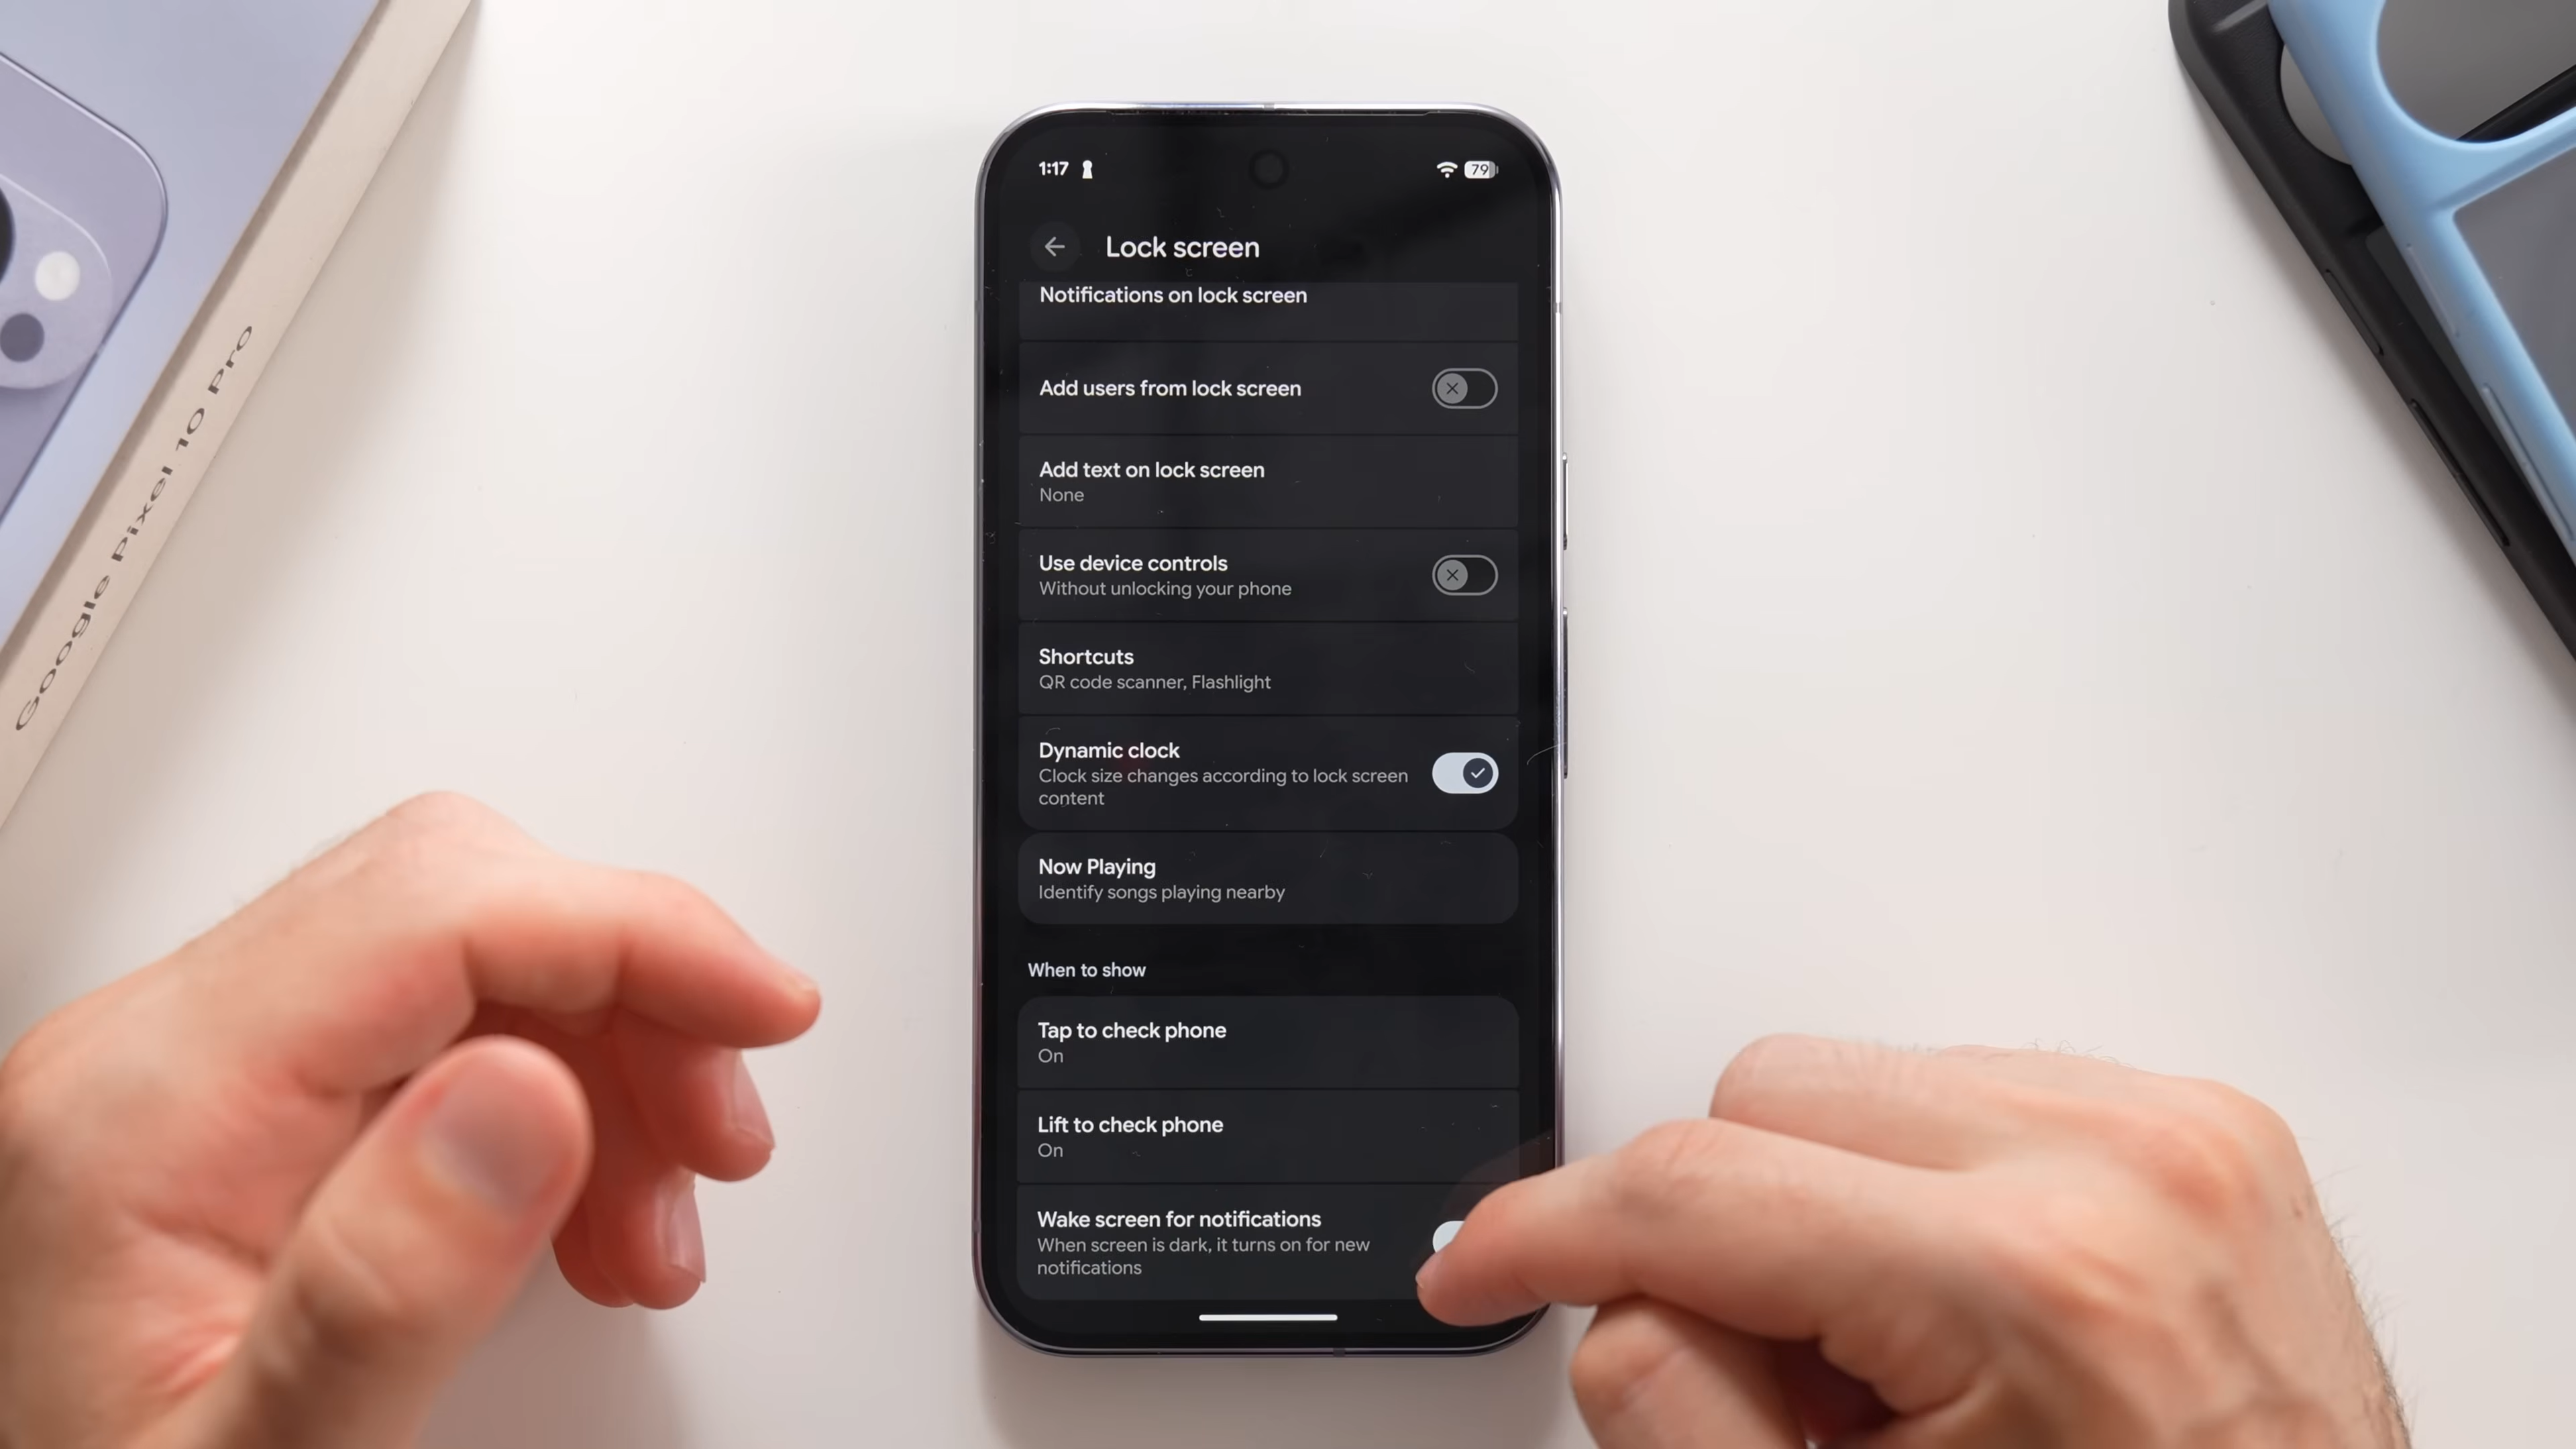 Google Pixel 10 Pro
1:17
79
Lock screen
Notifications on lock screen
Add users from lock screen
Add text on lock screen
None
Use device controls
Without unlocking your phone
Shortcuts
QR code scanner, Flashlight
Dynamic clock
Clock size changes according to lock screen
content
Now Playing
Identify songs playing nearby
When to show
Tap to check phone
On
Lift to check phone
On
Wake screen for notifications
When screen is dark, it turns on for new
notifications